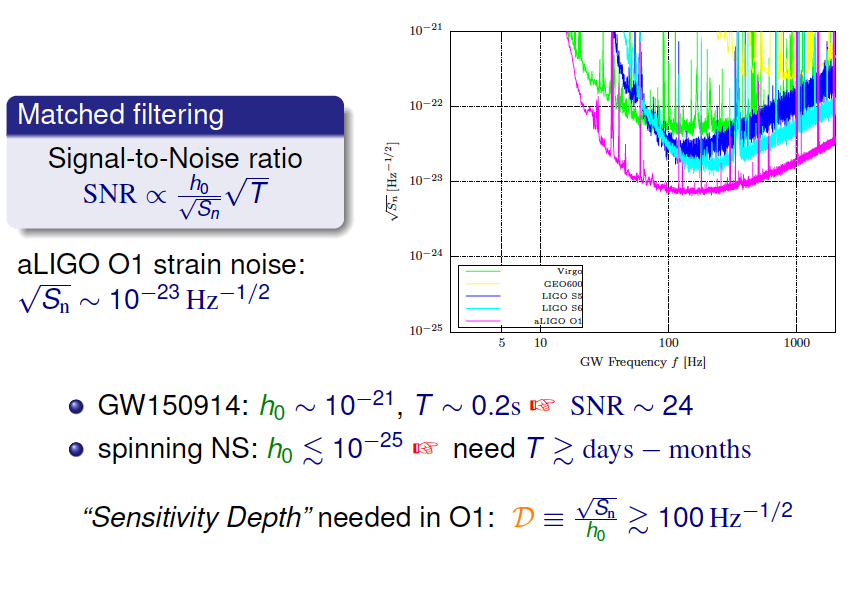 Matched filtering
Signal-to-Noise ratio
SNR ∝ h₀/√Sₙ √T
aLIGO O1 strain noise:
√Sₙ ∼ 10⁻²³ Hz⁻¹/²
10⁻²¹
10⁻²²
10⁻²³
10⁻²⁴
10⁻²⁵
√Sₙ [Hz⁻¹/²]
Virgo
GEO600
LIGO S5
LIGO S6
aLIGO O1
5 10 100 1000
GW Frequency f [Hz]
GW150914: h₀ ∼ 10⁻²¹, T ∼ 0.2s ☞ SNR ∼ 24
spinning NS: h₀ ≲ 10⁻²⁵ ☞ need T ≳ days − months
“Sensitivity Depth” needed in O1: 𝒟 ≡ √Sₙ/h₀ ≳ 100 Hz⁻¹/²